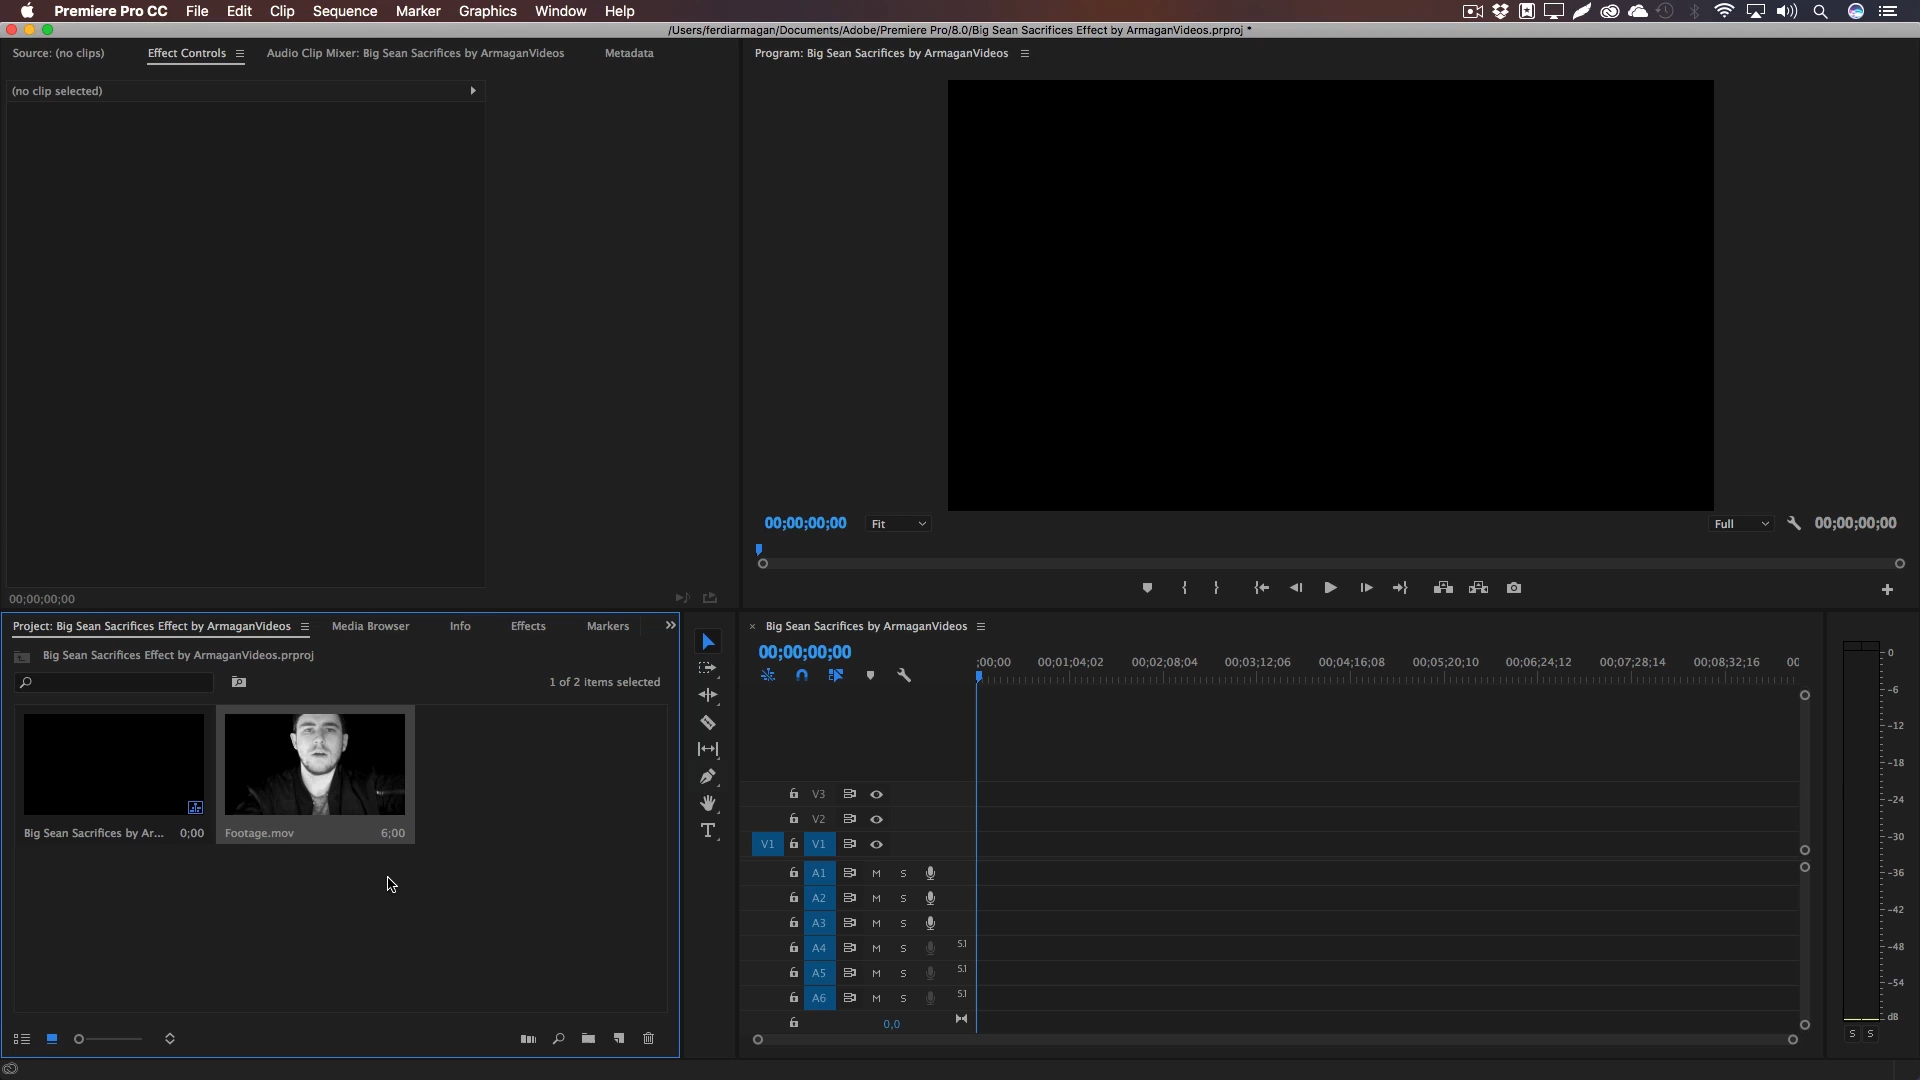 Premiere Pro CC File Edit Clip Sequence Marker Graphics Window Help
/Users/ferdiarmagan/Documents/Adobe/Premiere Pro/8.0/Big Sean Sacrifices Effect by ArmaganVideos.prproj *
Source: (no clips) Effect Controls Audio Clip Mixer: Big Sean Sacrifices by ArmaganVideos Metadata
Program: Big Sean Sacrifices by ArmaganVideos
(no clip selected)
00;00;00;00 Fit Full 00;00;00;00
00;00;00;00
Project: Big Sean Sacrifices Effect by ArmaganVideos Media Browser Info Effects Markers
Big Sean Sacrifices Effect by ArmaganVideos.prproj
1 of 2 items selected
Big Sean Sacrifices by Ar... 0;00 Footage.mov 6;00
× Big Sean Sacrifices by ArmaganVideos
00;00;00;00
;00;00 00;01;04;02 00;02;08;04 00;03;12;06 00;04;16;08 00;05;20;10 00;06;24;12 00;07;28;14 00;08;32;16 00
V3
V2
V1 V1
A1 M S
A2 M S
A3 M S
A4 M S 5.1
A5 M S 5.1
A6 M S 5.1
0,0
0
-6
-12
-18
-24
-30
-36
-42
-48
-54
dB
S S